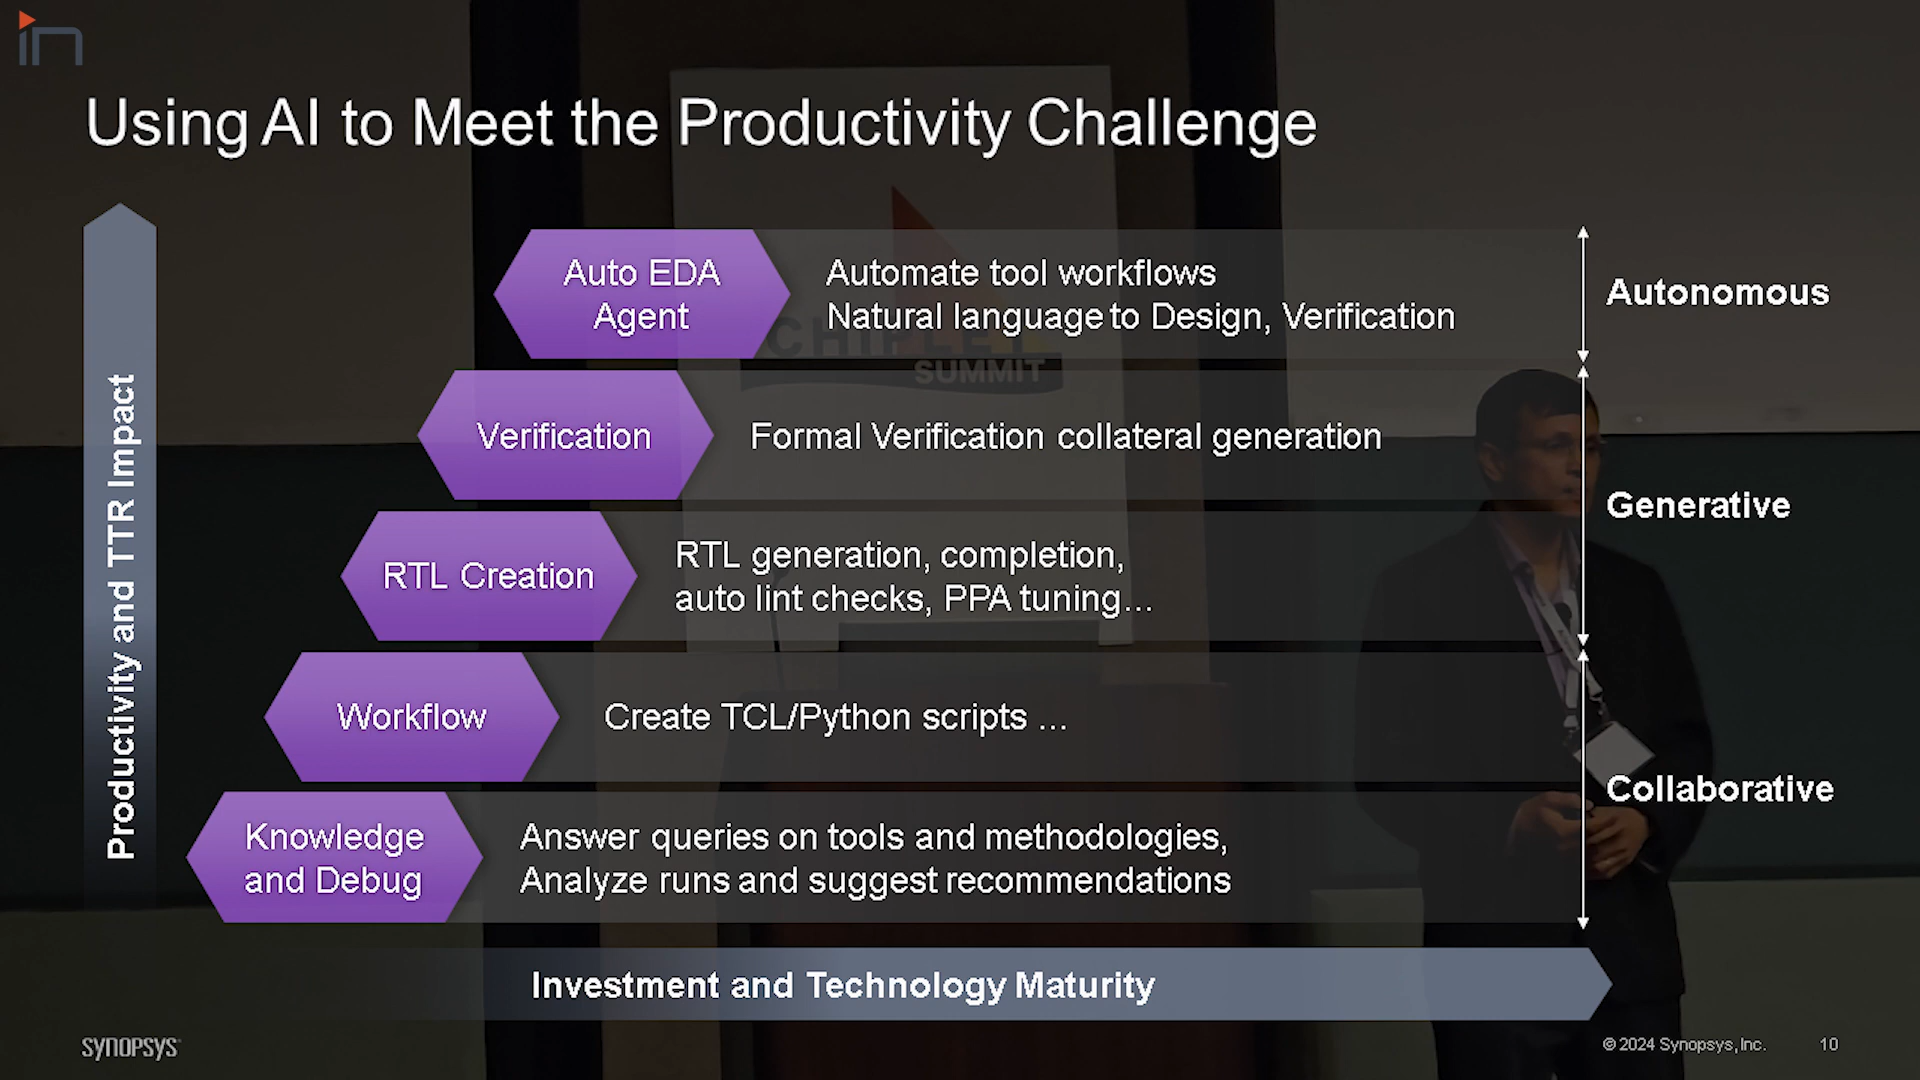 in
Using AI to Meet the Productivity Challenge
Productivity and TTR Impact
Auto EDA
Agent
Automate tool workflows
Natural language to Design, Verification
Autonomous
CHIPLET
SUMMIT
Verification
Formal Verification collateral generation
Generative
RTL Creation
RTL generation, completion,
auto lint checks, PPA tuning...
Workflow
Create TCL/Python scripts ...
Collaborative
Knowledge
and Debug
Answer queries on tools and methodologies,
Analyze runs and suggest recommendations
Investment and Technology Maturity
SYNOPSYS
© 2024 Synopsys, Inc.
10